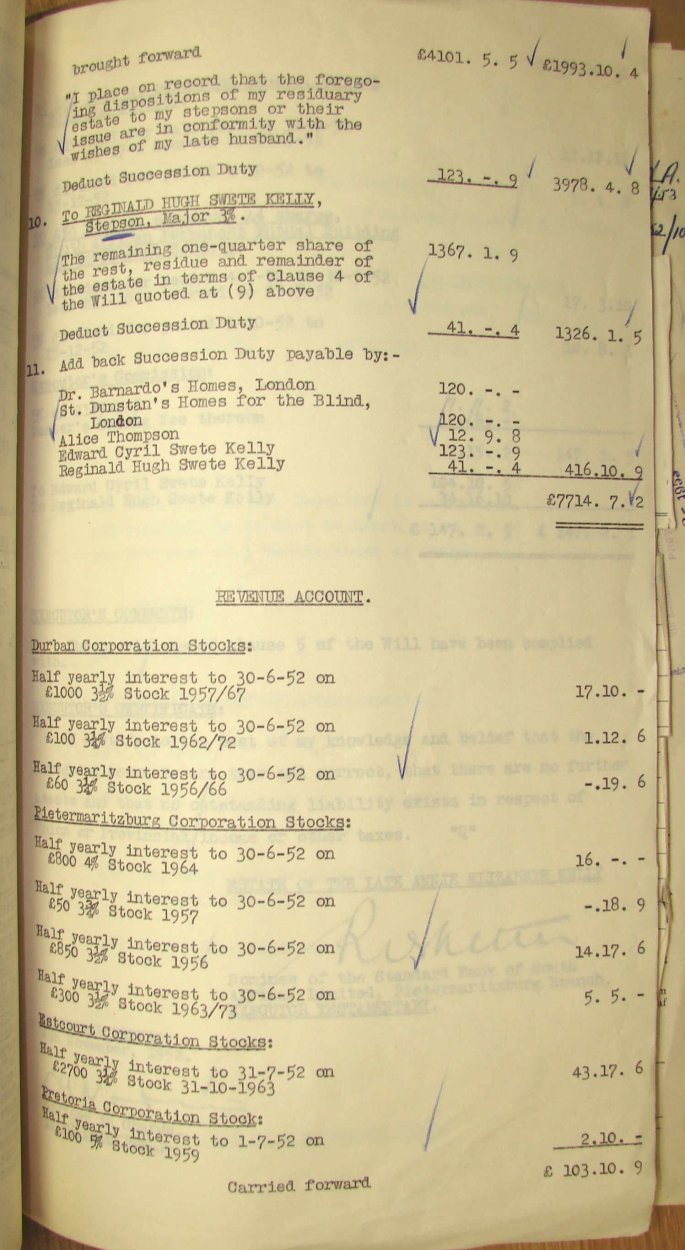 brought forward £4101. 5. 5 £1993.10. 4
"I place on record that the forego-
ing dispositions of my residuary
estate to my stepsons or their
issue are in conformity with the
wishes of my late husband."
Deduct Succession Duty 123. -. 9 3978. 4. 8
10. To REGINALD HUGH SWETE KELLY,
Stepson, Major 3%.
The remaining one-quarter share of 1367. 1. 9
the rest, residue and remainder of
the estate in terms of clause 4 of
the Will quoted at (9) above
Deduct Succession Duty 41. -. 4 1326. 1. 5
11. Add back Succession Duty payable by:-
Dr. Barnardo's Homes, London 120. -. -
St. Dunstan's Homes for the Blind,
London 120. -. -
Alice Thompson 12. 9. 8
Edward Cyril Swete Kelly 123. -. 9
Reginald Hugh Swete Kelly 41. -. 4 416.10. 9
£7714. 7. 2
REVENUE ACCOUNT.
Durban Corporation Stocks:
Half yearly interest to 30-6-52 on
£1000 3½% Stock 1957/67 17.10. -
Half yearly interest to 30-6-52 on
£100 Stock 1962/72 1.12. 6
Half yearly interest to 30-6-52 on
£60 Stock 1956/66 -.19. 6
Pietermaritzburg Corporation Stocks:
Half yearly interest to 30-6-52 on
£800 4% Stock 1964 16. -. -
Half yearly interest to 30-6-52 on
£50 Stock 1957 -.18. 9
Half yearly interest to 30-6-52 on
£850 3½% Stock 1956 14.17. 6
Half yearly interest to 30-6-52 on
£300 3½% Stock 1963/73 5. 5. -
Estcourt Corporation Stocks:
Half yearly interest to 31-7-52 on
£2700 3¼% Stock 31-10-1963 43.17. 6
Pretoria Corporation Stock:
Half yearly interest to 1-7-52 on
£100 5% Stock 1959 2.10. -
£ 103.10. 9
Carried forward